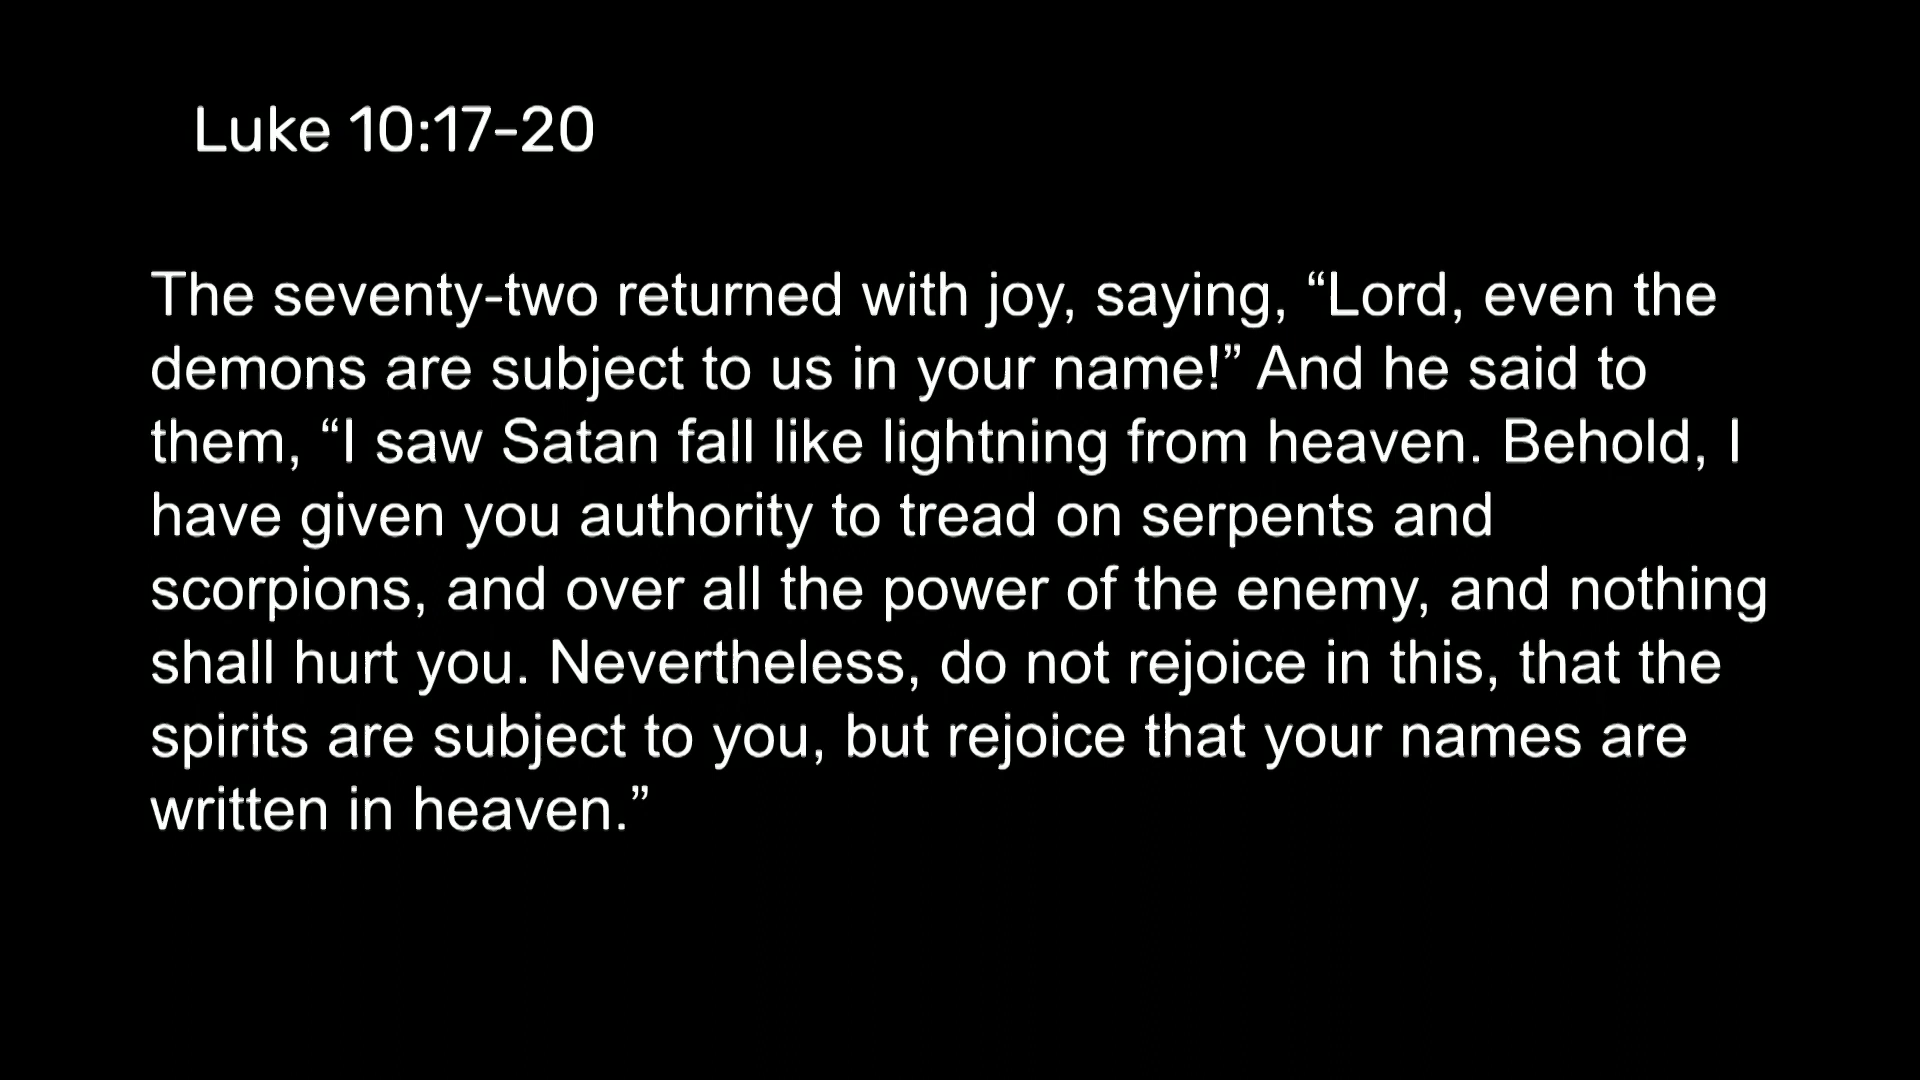 Luke 10:17-20
The seventy-two returned with joy, saying, “Lord, even the
demons are subject to us in your name!” And he said to
them, “I saw Satan fall like lightning from heaven. Behold, I
have given you authority to tread on serpents and
scorpions, and over all the power of the enemy, and nothing
shall hurt you. Nevertheless, do not rejoice in this, that the
spirits are subject to you, but rejoice that your names are
written in heaven.”